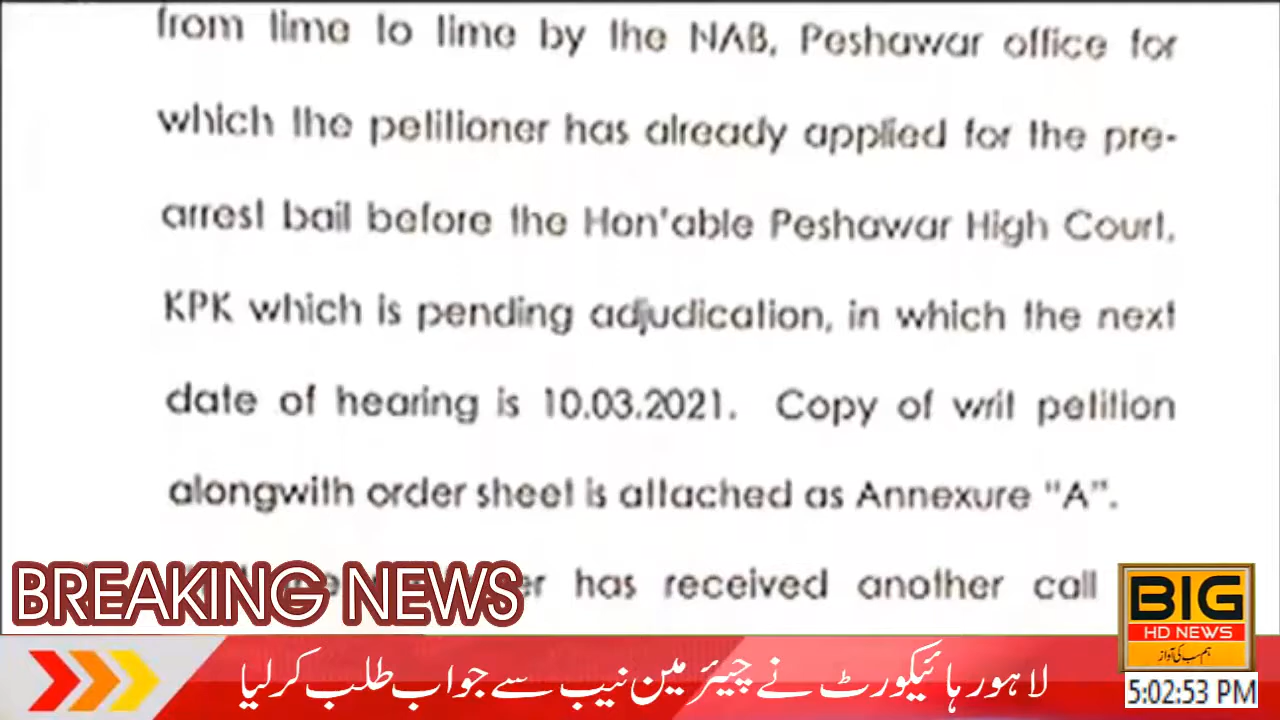 from time to time by the NAB, Peshawar office for
which the petitioner has already applied for the pre-
arrest bail before the Hon'able Peshawar High Court,
KPK which is pending adjudication, in which the next
date of hearing is 10.03.2021. Copy of writ petition
alongwith order sheet is attached as Annexure "A".
has received another call
BREAKING NEWS
BIG
HD NEWS
ہم سب کی آواز
لاہور ہائیکورٹ نے چیئرمین نیب سے جواب طلب کرلیا
5:02:53 PM